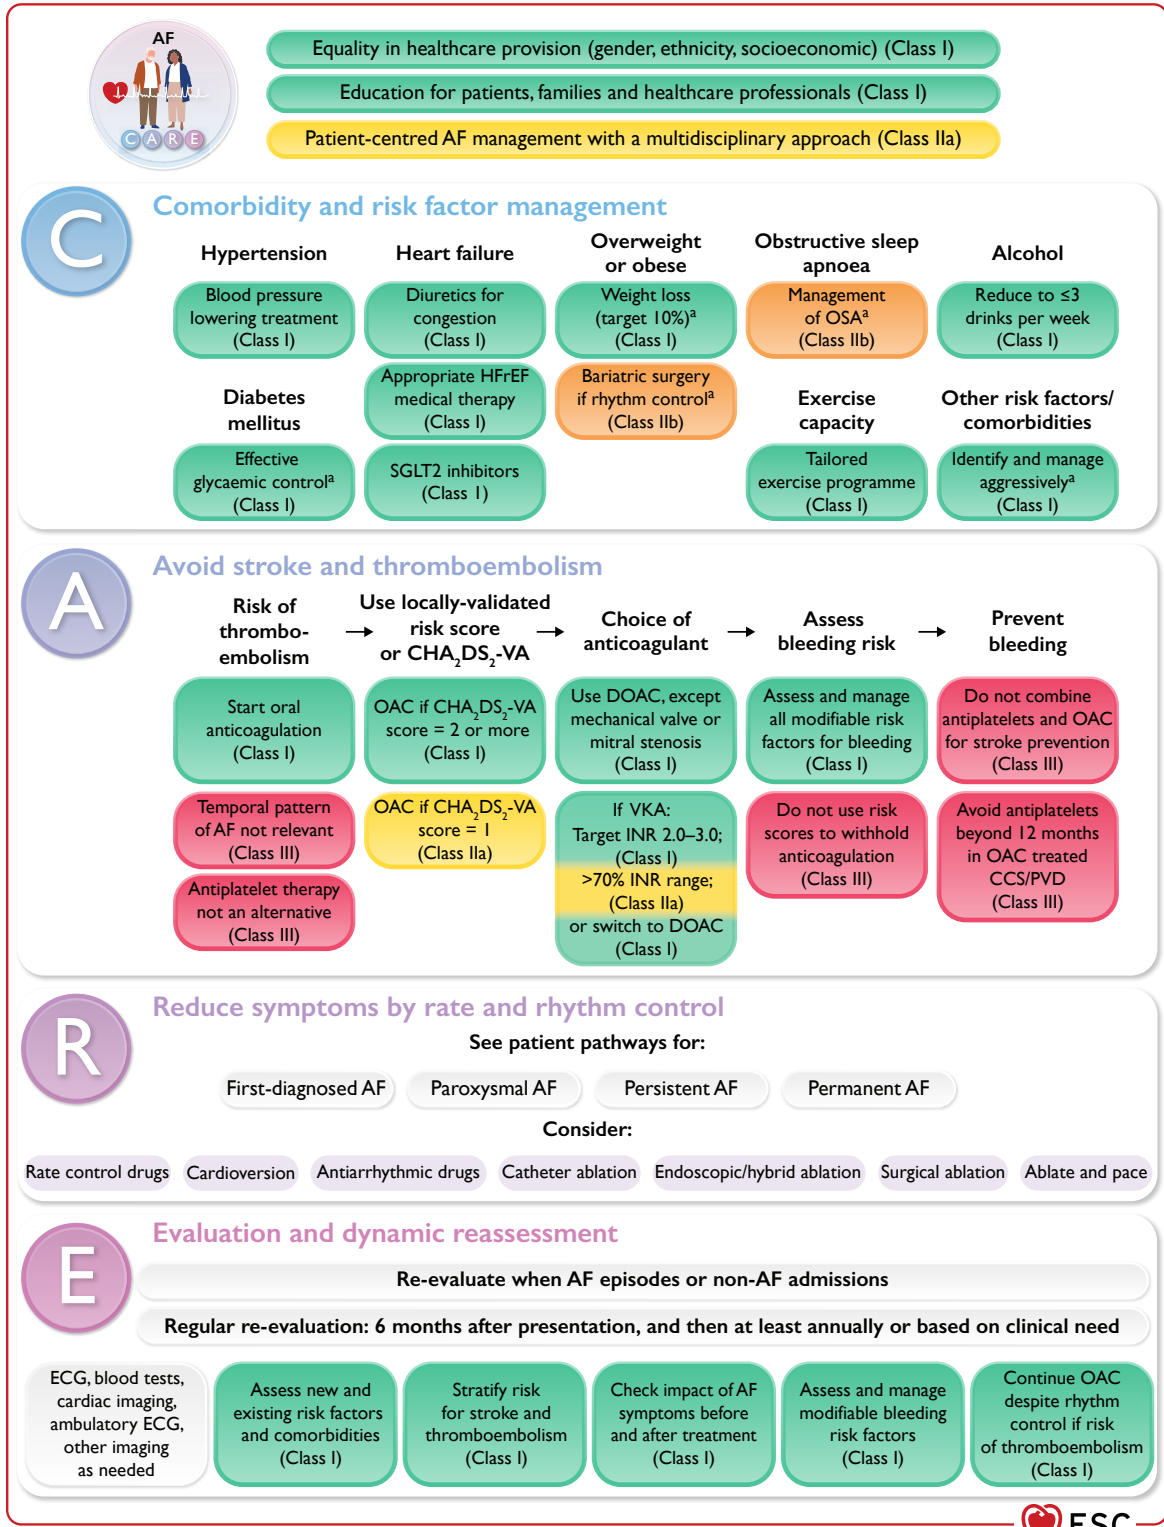 AF
C A R E
Equality in healthcare provision (gender, ethnicity, socioeconomic) (Class I)
Education for patients, families and healthcare professionals (Class I)
Patient-centred AF management with a multidisciplinary approach (Class IIa)
C
Comorbidity and risk factor management
Hypertension
Blood pressure
lowering treatment
(Class I)
Diabetes
mellitus
Effective
glycaemic controlᵃ
(Class I)
Heart failure
Diuretics for
congestion
(Class I)
Appropriate HFrEF
medical therapy
(Class I)
SGLT2 inhibitors
(Class 1)
Overweight
or obese
Weight loss
(target 10%)ᵃ
(Class I)
Bariatric surgery
if rhythm controlᵃ
(Class IIb)
Obstructive sleep
apnoea
Management
of OSAᵃ
(Class IIb)
Exercise
capacity
Tailored
exercise programme
(Class I)
Alcohol
Reduce to ≤3
drinks per week
(Class I)
Other risk factors/
comorbidities
Identify and manage
aggressivelyᵃ
(Class I)
A
Avoid stroke and thromboembolism
Risk of
thrombo-
embolism
Start oral
anticoagulation
(Class I)
Temporal pattern
of AF not relevant
(Class III)
Antiplatelet therapy
not an alternative
(Class III)
Use locally-validated
risk score
or CHA₂DS₂-VA
OAC if CHA₂DS₂-VA
score = 2 or more
(Class I)
OAC if CHA₂DS₂-VA
score = 1
(Class IIa)
Choice of
anticoagulant
Use DOAC, except
mechanical valve or
mitral stenosis
(Class I)
If VKA:
Target INR 2.0–3.0;
(Class I)
>70% INR range;
(Class IIa)
or switch to DOAC
(Class I)
Assess
bleeding risk
Assess and manage
all modifiable risk
factors for bleeding
(Class I)
Do not use risk
scores to withhold
anticoagulation
(Class III)
Prevent
bleeding
Do not combine
antiplatelets and OAC
for stroke prevention
(Class III)
Avoid antiplatelets
beyond 12 months
in OAC treated
CCS/PVD
(Class III)
R
Reduce symptoms by rate and rhythm control
See patient pathways for:
First-diagnosed AF
Paroxysmal AF
Persistent AF
Permanent AF
Consider:
Rate control drugs
Cardioversion
Antiarrhythmic drugs
Catheter ablation
Endoscopic/hybrid ablation
Surgical ablation
Ablate and pace
E
Evaluation and dynamic reassessment
Re-evaluate when AF episodes or non-AF admissions
Regular re-evaluation: 6 months after presentation, and then at least annually or based on clinical need
ECG, blood tests,
cardiac imaging,
ambulatory ECG,
other imaging
as needed
Assess new and
existing risk factors
and comorbidities
(Class I)
Stratify risk
for stroke and
thromboembolism
(Class I)
Check impact of AF
symptoms before
and after treatment
(Class I)
Assess and manage
modifiable bleeding
risk factors
(Class I)
Continue OAC
despite rhythm
control if risk
of thromboembolism
(Class I)
ESC